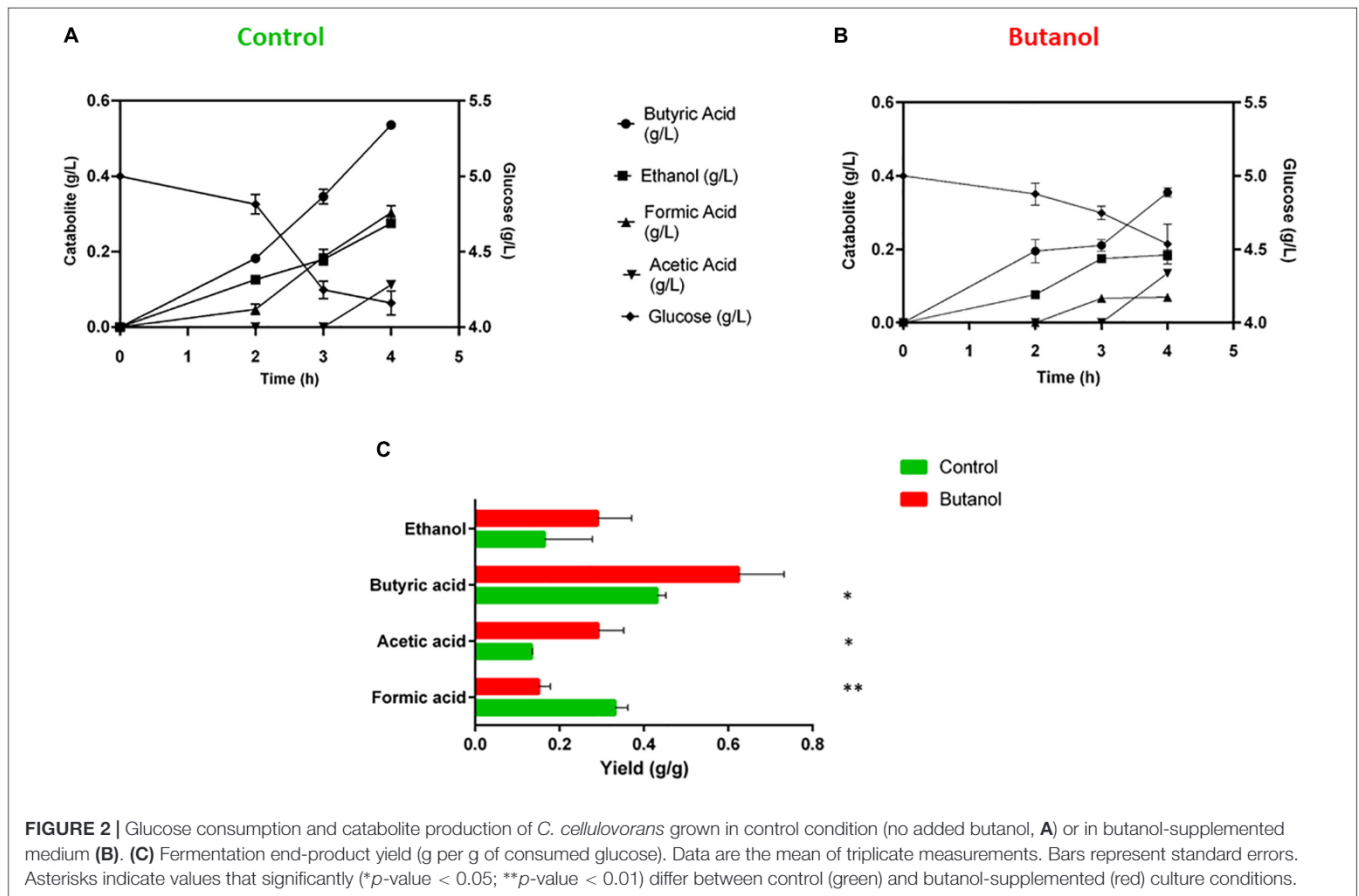 A
Control
B
Butanol
0.6
0.4
0.2
0.0
Catabolite (g/L)
5.5
5.0
4.5
4.0
Glucose (g/L)
0 1 2 3 4 5
Time (h)
Butyric Acid
(g/L)
Ethanol (g/L)
Formic Acid
(g/L)
Acetic Acid
(g/L)
Glucose (g/L)
0.6
0.4
0.2
0.0
Catabolite (g/L)
5.5
5.0
4.5
4.0
Glucose (g/L)
0 1 2 3 4 5
Time (h)
C
Control
Butanol
Ethanol
Butyric acid
*
Acetic acid
*
Formic acid
**
0.0 0.2 0.4 0.6 0.8
Yield (g/g)
FIGURE 2 | Glucose consumption and catabolite production of C. cellulovorans grown in control condition (no added butanol, A) or in butanol-supplemented
medium (B). (C) Fermentation end-product yield (g per g of consumed glucose). Data are the mean of triplicate measurements. Bars represent standard errors.
Asterisks indicate values that significantly (*p-value < 0.05; **p-value < 0.01) differ between control (green) and butanol-supplemented (red) culture conditions.